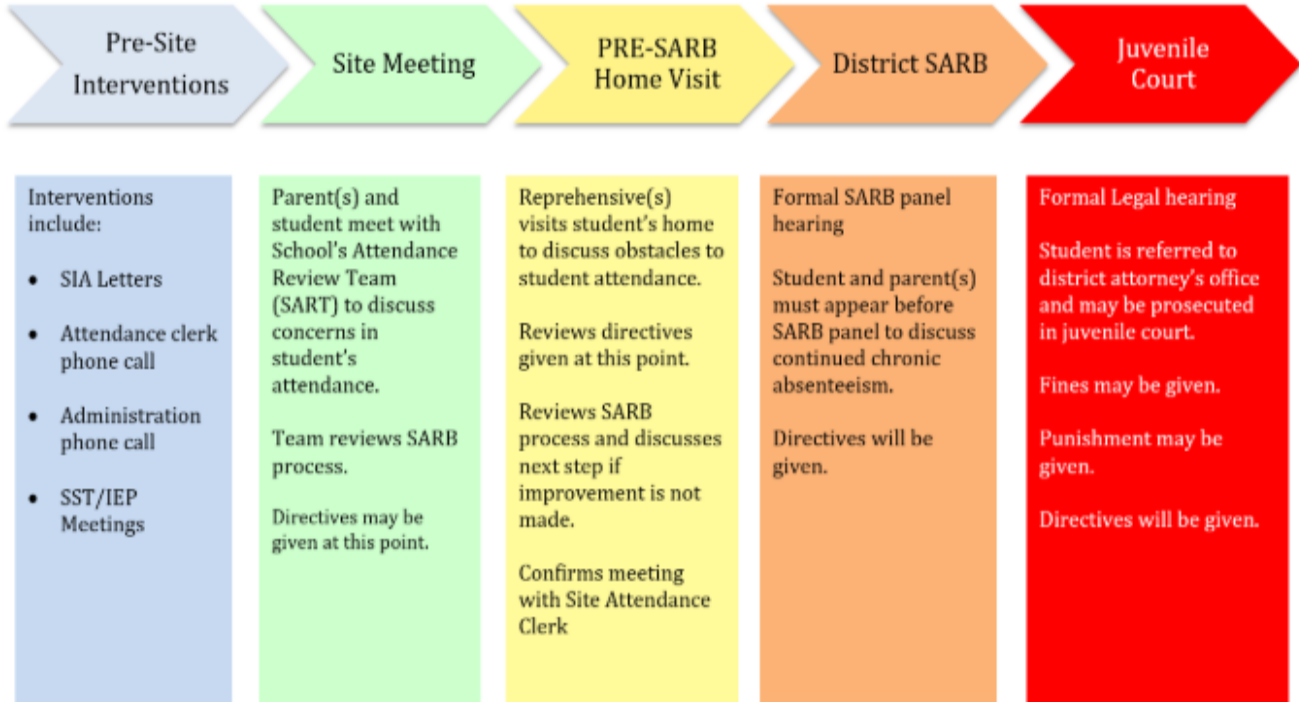 Pre-Site
Interventions
Site Meeting
PRE-SARB
Home Visit
District SARB
Juvenile
Court
Interventions
include:
• SIA Letters
• Attendance clerk
phone call
• Administration
phone call
• SST/IEP
Meetings
Parent(s) and
student meet with
School's Attendance
Review Team
(SART) to discuss
concerns in
student's
attendance.
Team reviews SARB
process.
Directives may be
given at this point.
Reprehensive(s)
visits student's home
to discuss obstacles to
student attendance.
Reviews directives
given at this point.
Reviews SARB
process and discusses
next step if
improvement is not
made.
Confirms meeting
with Site Attendance
Clerk
Formal SARB panel
hearing
Student and parent(s)
must appear before
SARB panel to discuss
continued chronic
absenteeism.
Directives will be
given.
Formal Legal hearing
Student is referred to
district attorney's office
and may be prosecuted
in juvenile court.
Fines may be given.
Punishment may be
given.
Directives will be given.